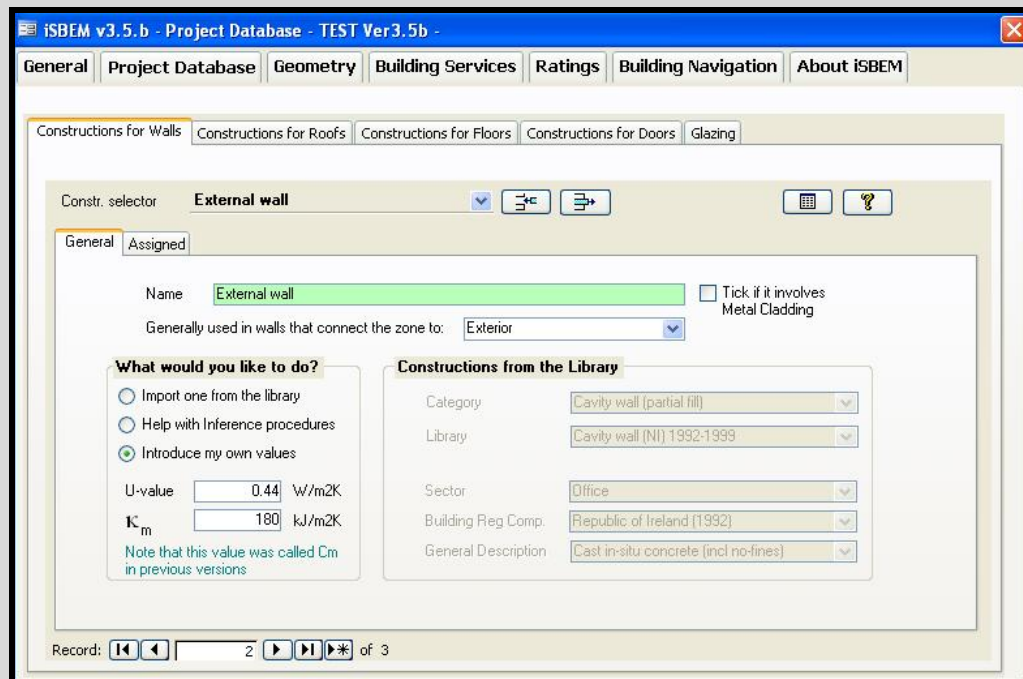 iSBEM v3.5.b - Project Database - TEST Ver3.5b -
General Project Database Geometry Building Services Ratings Building Navigation About iSBEM
Constructions for Walls Constructions for Roofs Constructions for Floors Constructions for Doors Glazing
Constr. selector External wall
General Assigned
Name External wall
Tick if it involves
Metal Cladding
Generally used in walls that connect the zone to: Exterior
What would you like to do?
Import one from the library
Help with Inference procedures
Introduce my own values
U-value 0.44 W/m2K
Κm 180 kJ/m2K
Note that this value was called Cm
in previous versions
Constructions from the Library
Category Cavity wall (partial fill)
Library Cavity wall (NI) 1992-1999
Sector Office
Building Reg Comp. Republic of Ireland (1992)
General Description Cast in-situ concrete (incl no-fines)
Record: 2 of 3